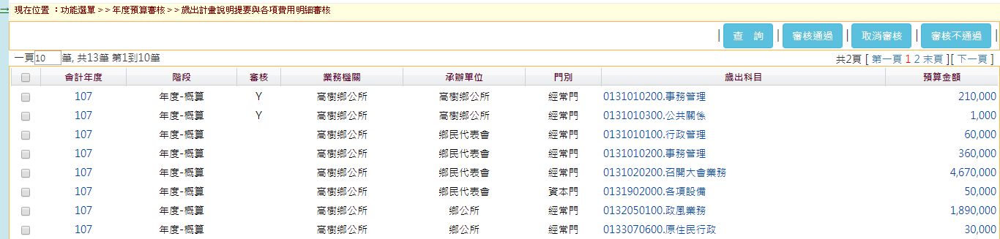 現在位置 ：功能選單 > > 年度預算審核 > > 歲出計畫說明提要與各項費用明細審核
| 查 詢 | 審核通過 | 取消審核 | 審核不通過 |
一頁10筆, 共13筆 第1到10筆 共2頁 [ 第一頁 1 2 末頁 ][ 下一頁 ]
會計年度 階段 審核 業務機關 承辦單位 門別 歲出科目 預算金額
107 年度-概算 Y 高樹鄉公所 高樹鄉公所 經常門 0131010200.事務管理 210,000
107 年度-概算 Y 高樹鄉公所 高樹鄉公所 經常門 0131010300.公共關係 1,000
107 年度-概算 高樹鄉公所 鄉民代表會 經常門 0131010100.行政管理 60,000
107 年度-概算 高樹鄉公所 鄉民代表會 經常門 0131010200.事務管理 360,000
107 年度-概算 高樹鄉公所 鄉民代表會 經常門 0131020200.召開大會業務 4,670,000
107 年度-概算 高樹鄉公所 鄉民代表會 資本門 0131902000.各項設備 50,000
107 年度-概算 高樹鄉公所 鄉公所 經常門 0132050100.政風業務 1,890,000
107 年度-概算 高樹鄉公所 鄉公所 經常門 0133070600.原住民行政 30,000